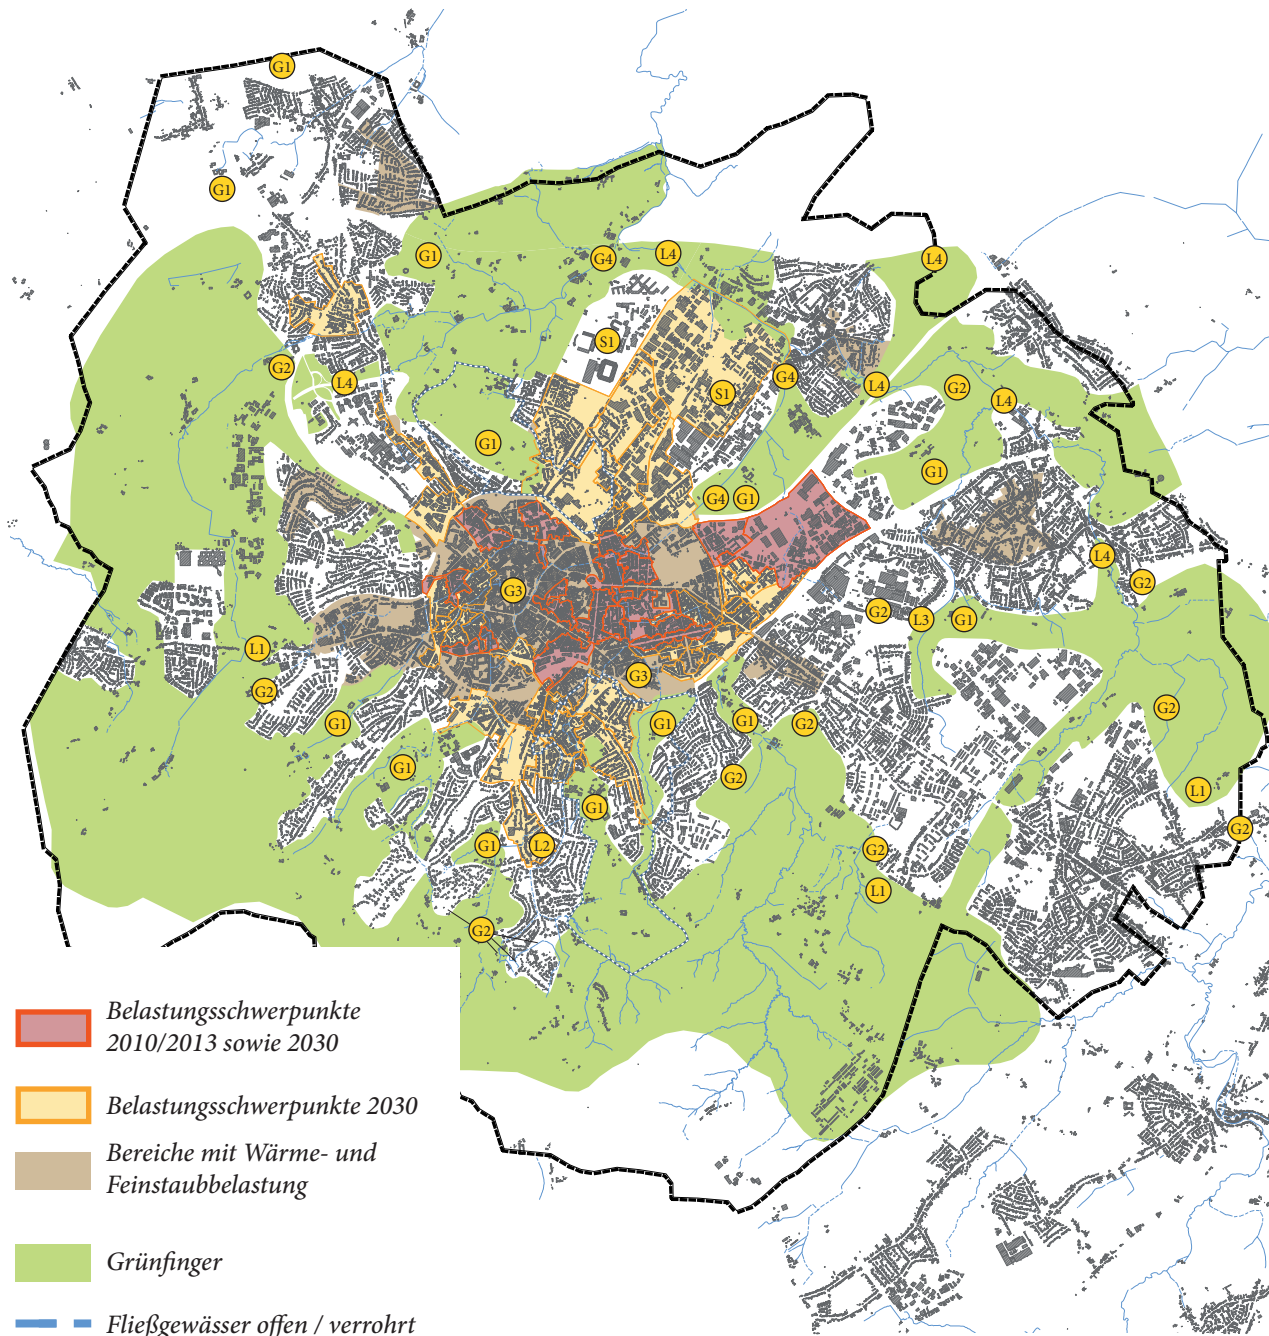 G1
G1
G1
G4
L4
L4
S1
G2
L4
S1
G4
L4
G2
L4
G1
G1
G4
G1
L4
G2
G3
G2
L3
G1
L1
G2
G3
G1
G1
G1
G2
G2
G1
G2
L1
G1
G2
G1
L2
G2
L1
G2
Belastungsschwerpunkte
2010/2013 sowie 2030
Belastungsschwerpunkte 2030
Bereiche mit Wärme- und
Feinstaubbelastung
Grünfinger
Fließgewässer offen / verrohrt